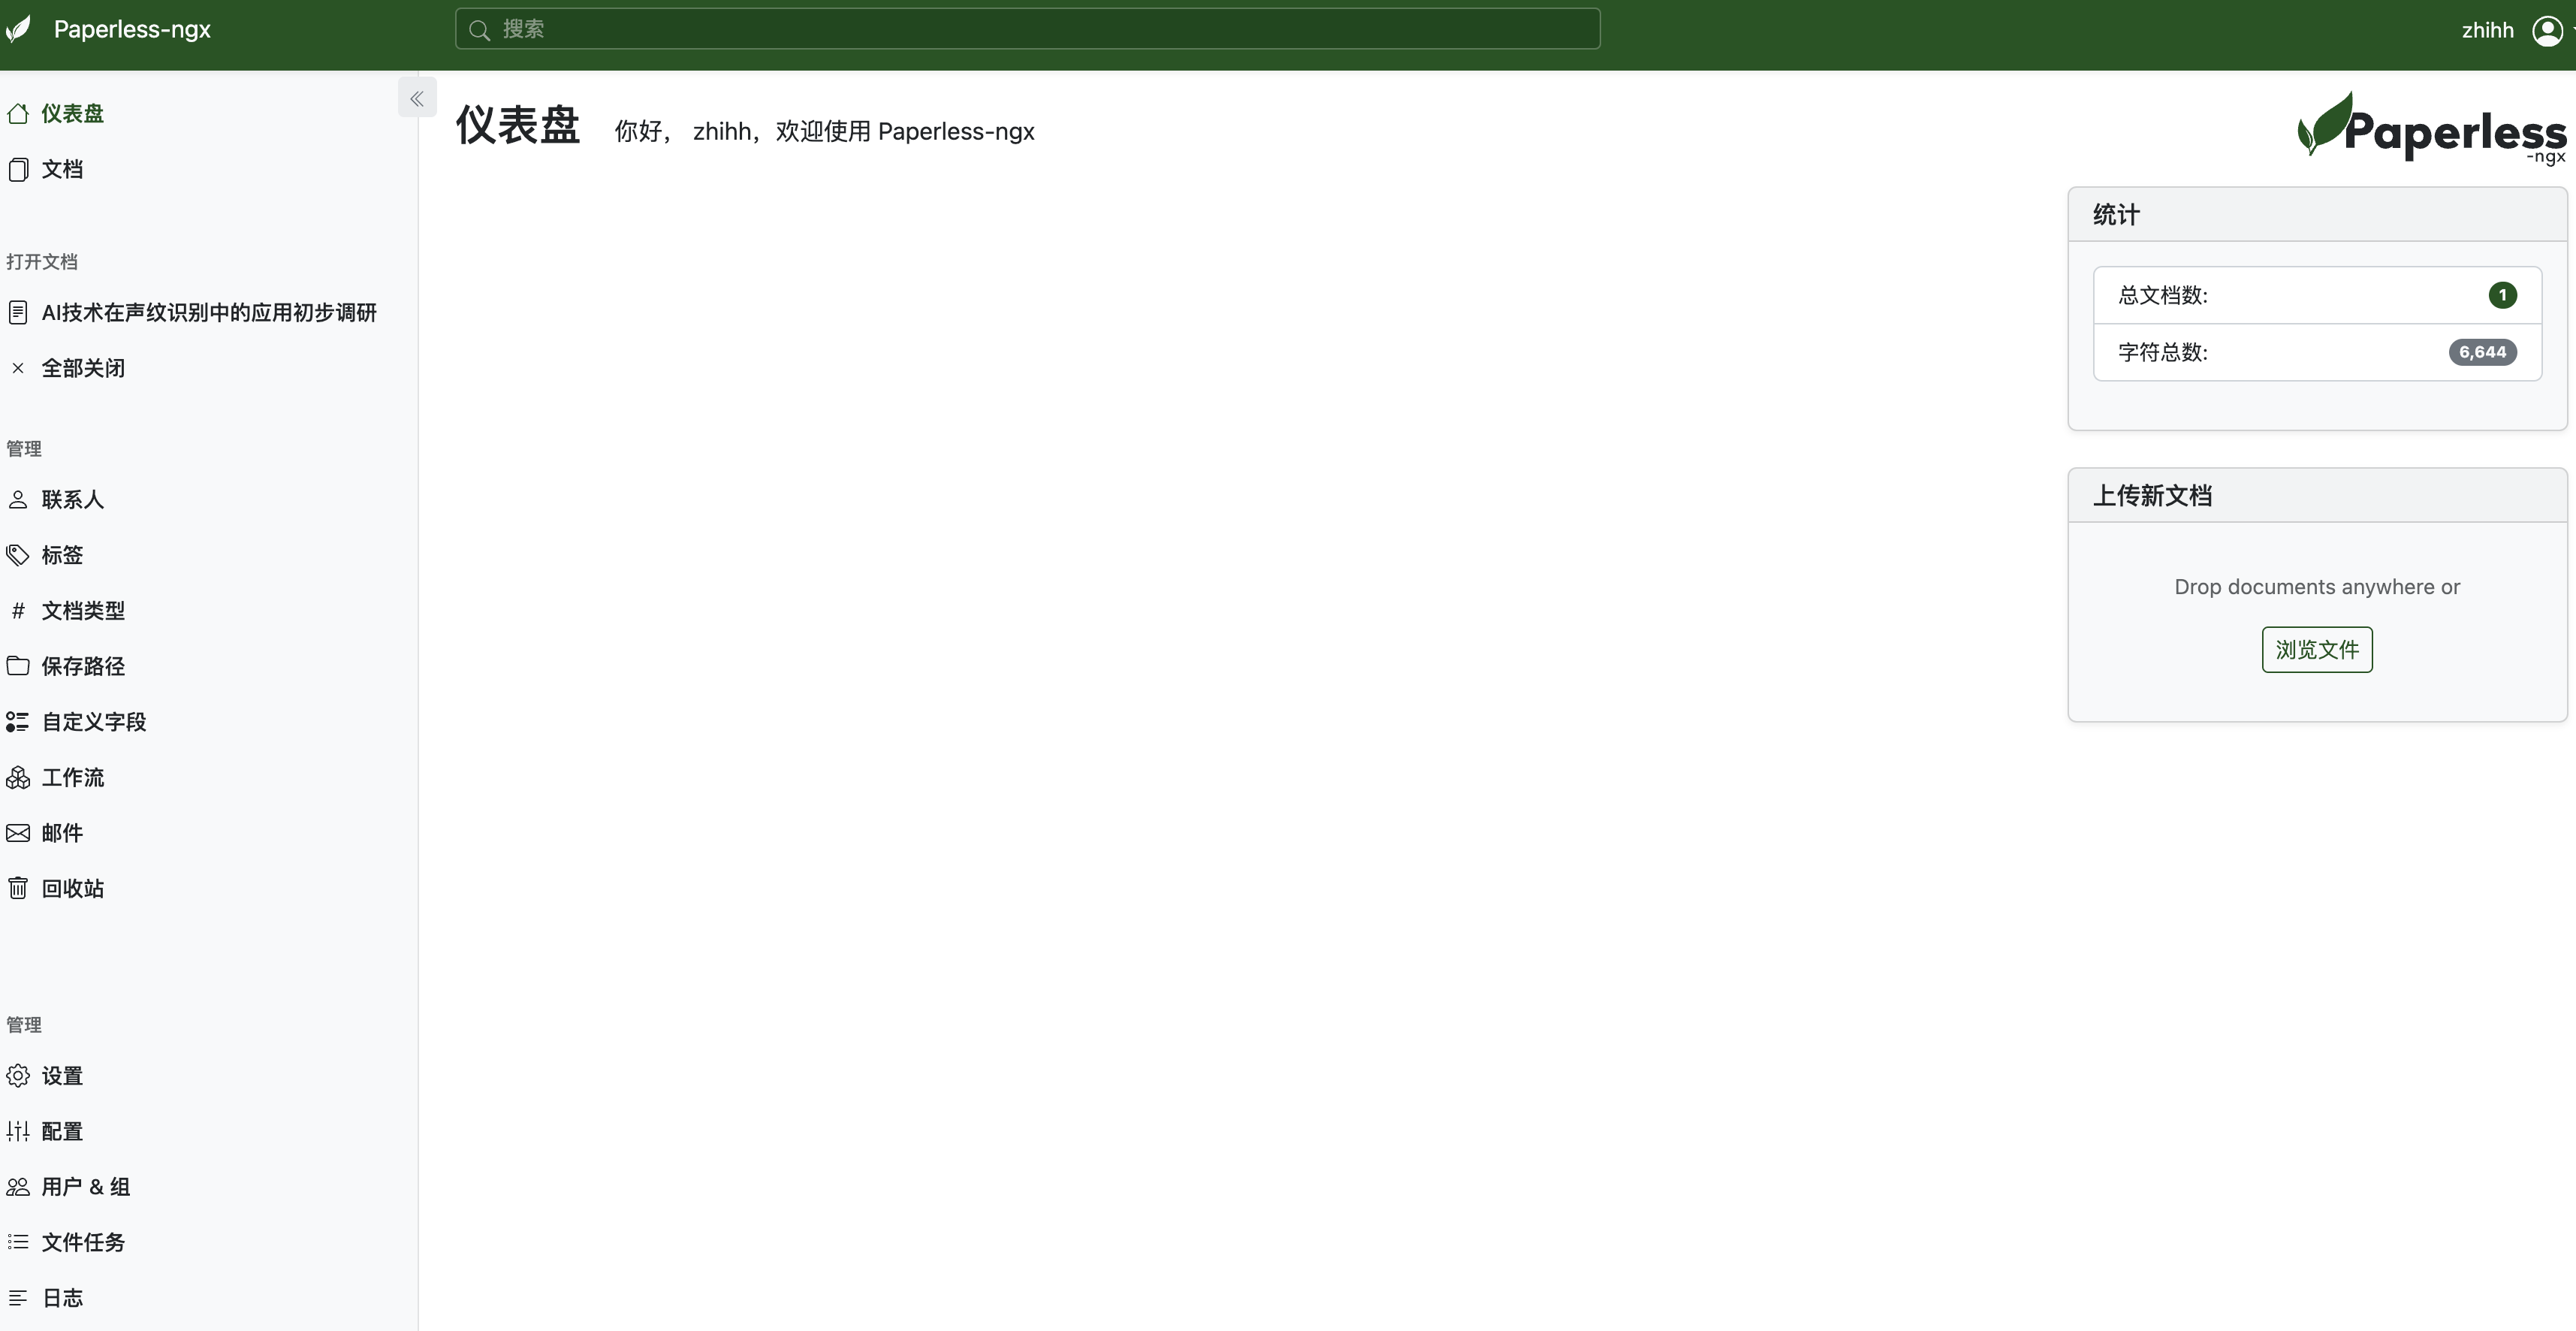 Paperless-ngx
搜索
zhihh
仪表盘
文档
打开文档
AI技术在声纹识别中的应用初步调研
全部关闭
管理
联系人
标签
# 文档类型
保存路径
自定义字段
工作流
邮件
回收站
管理
设置
配置
用户 & 组
文件任务
日志
仪表盘 你好， zhihh，欢迎使用 Paperless-ngx
Paperless
-ngx
统计
总文档数: 1
字符总数: 6,644
上传新文档
Drop documents anywhere or
浏览文件